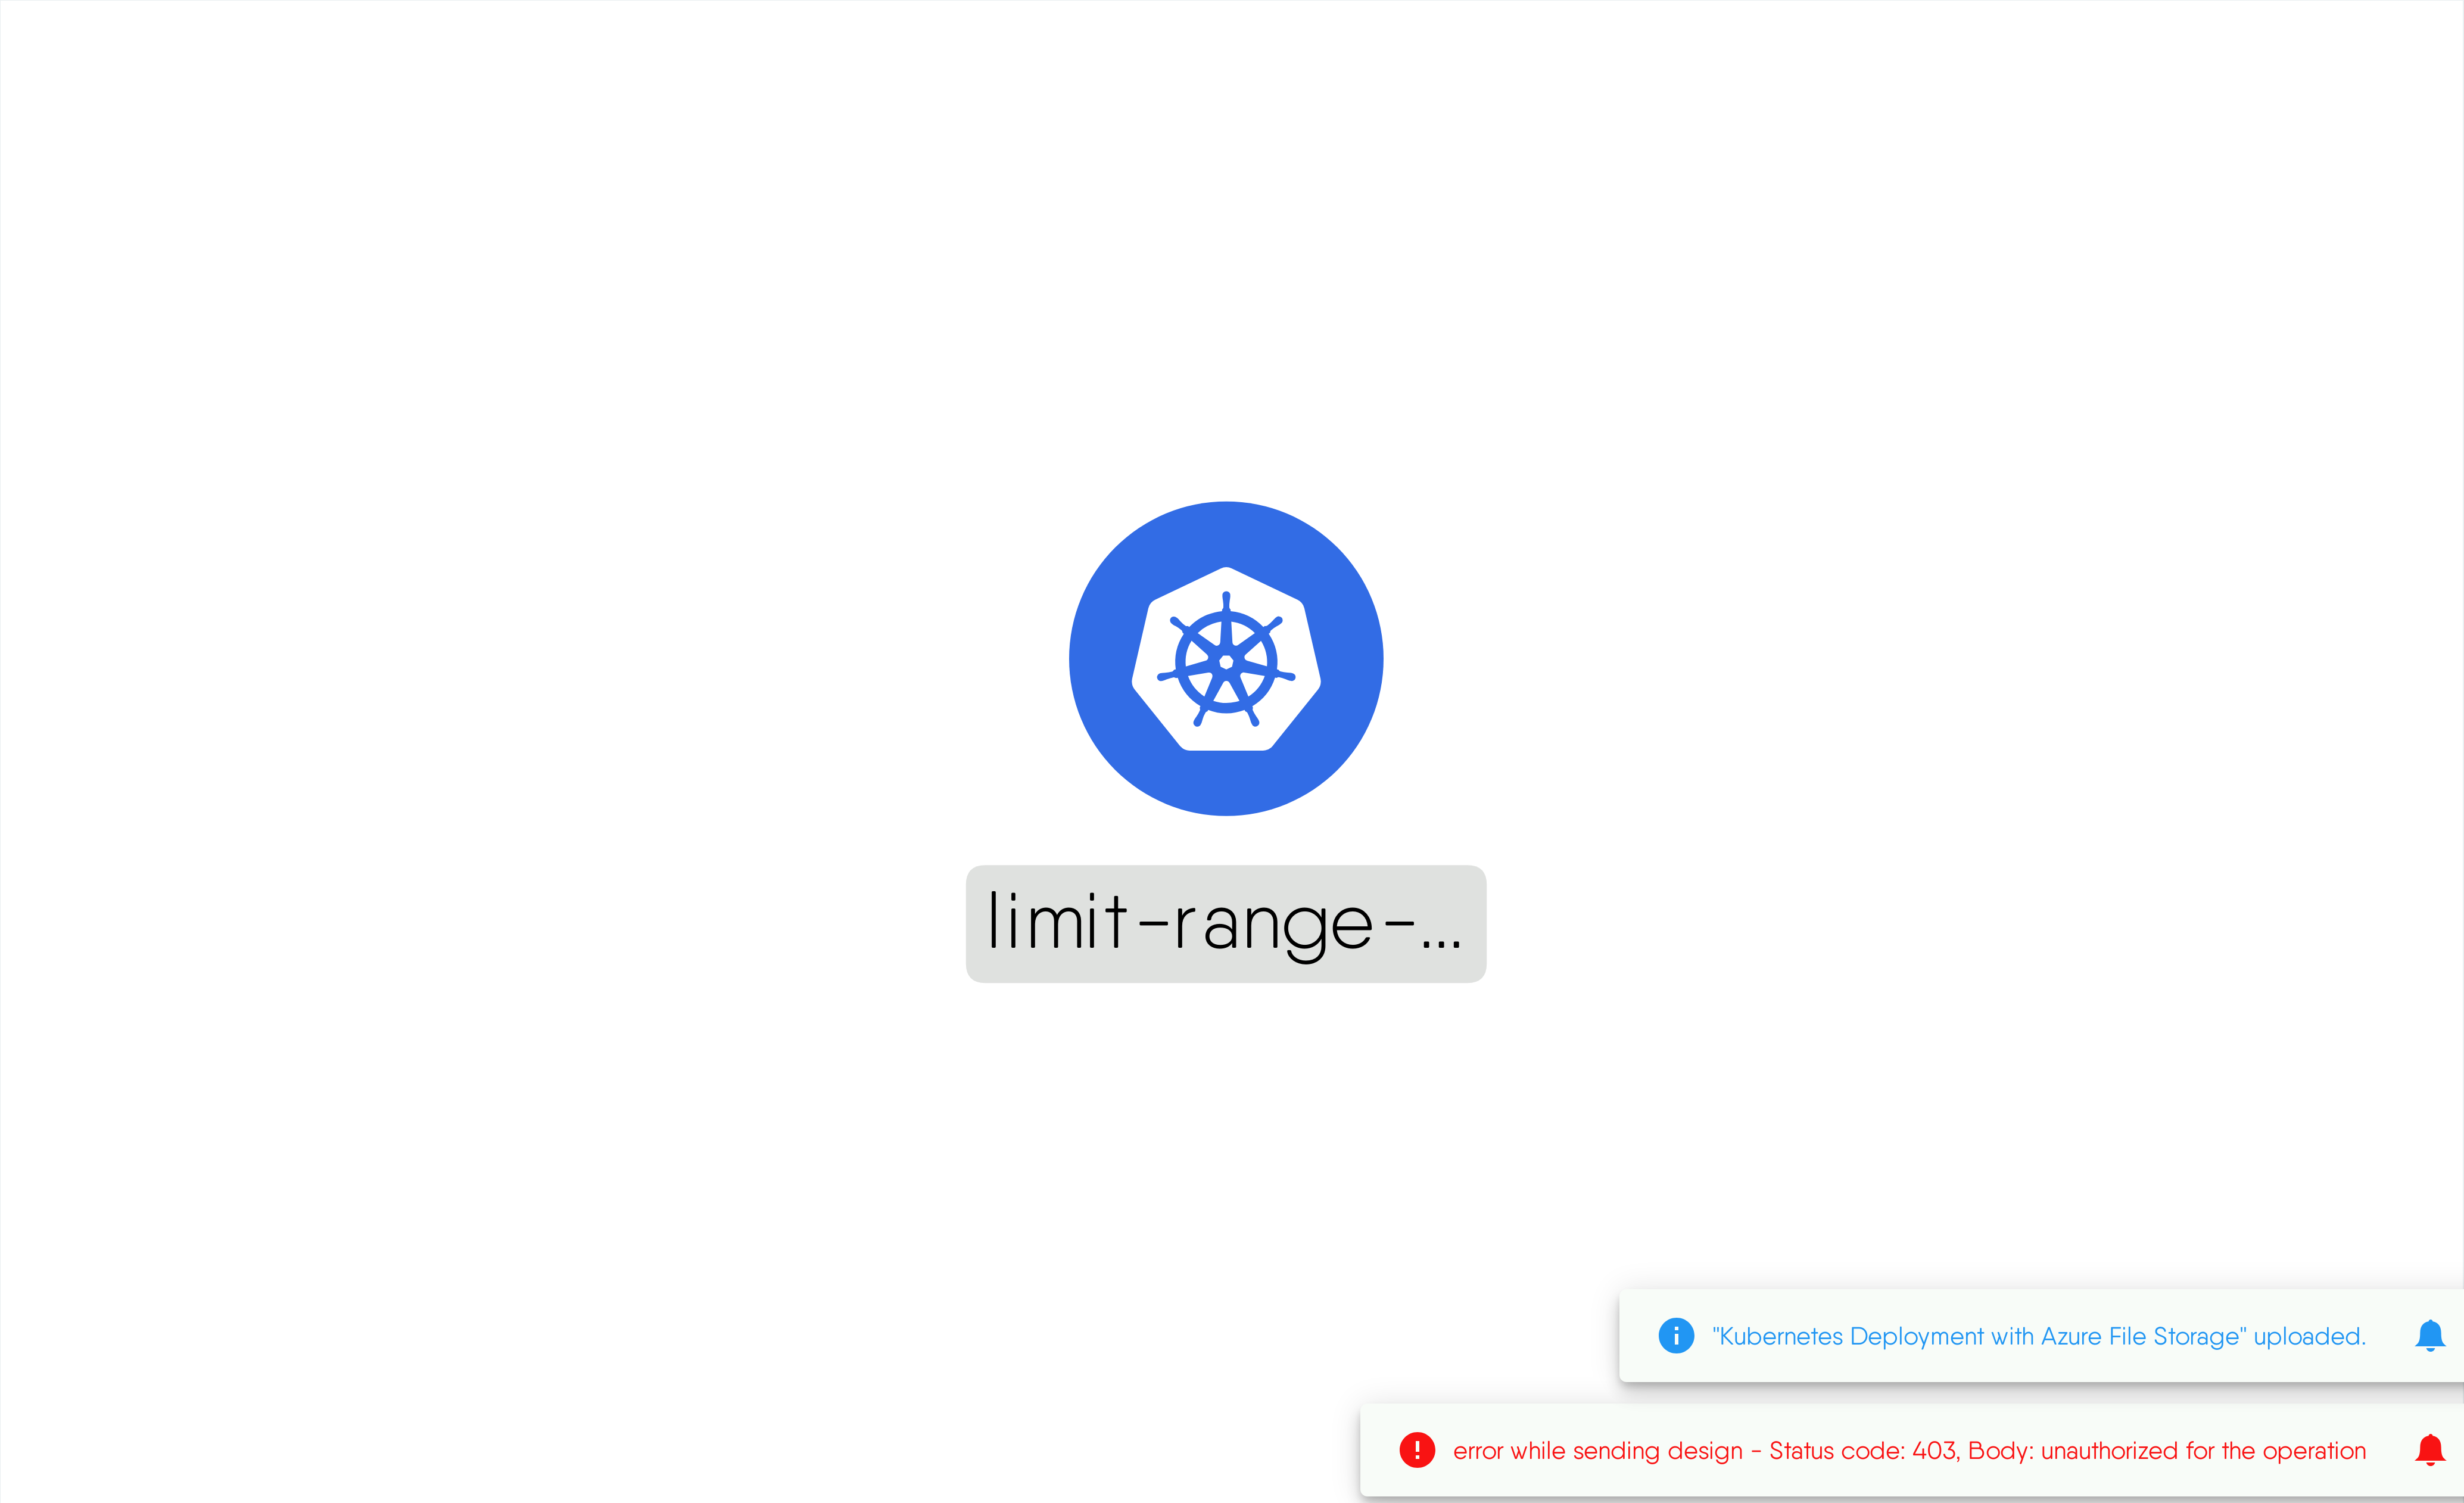 limit-range-...
"Kubernetes Deployment with Azure File Storage" uploaded.
error while sending design - Status code: 403, Body: unauthorized for the operation